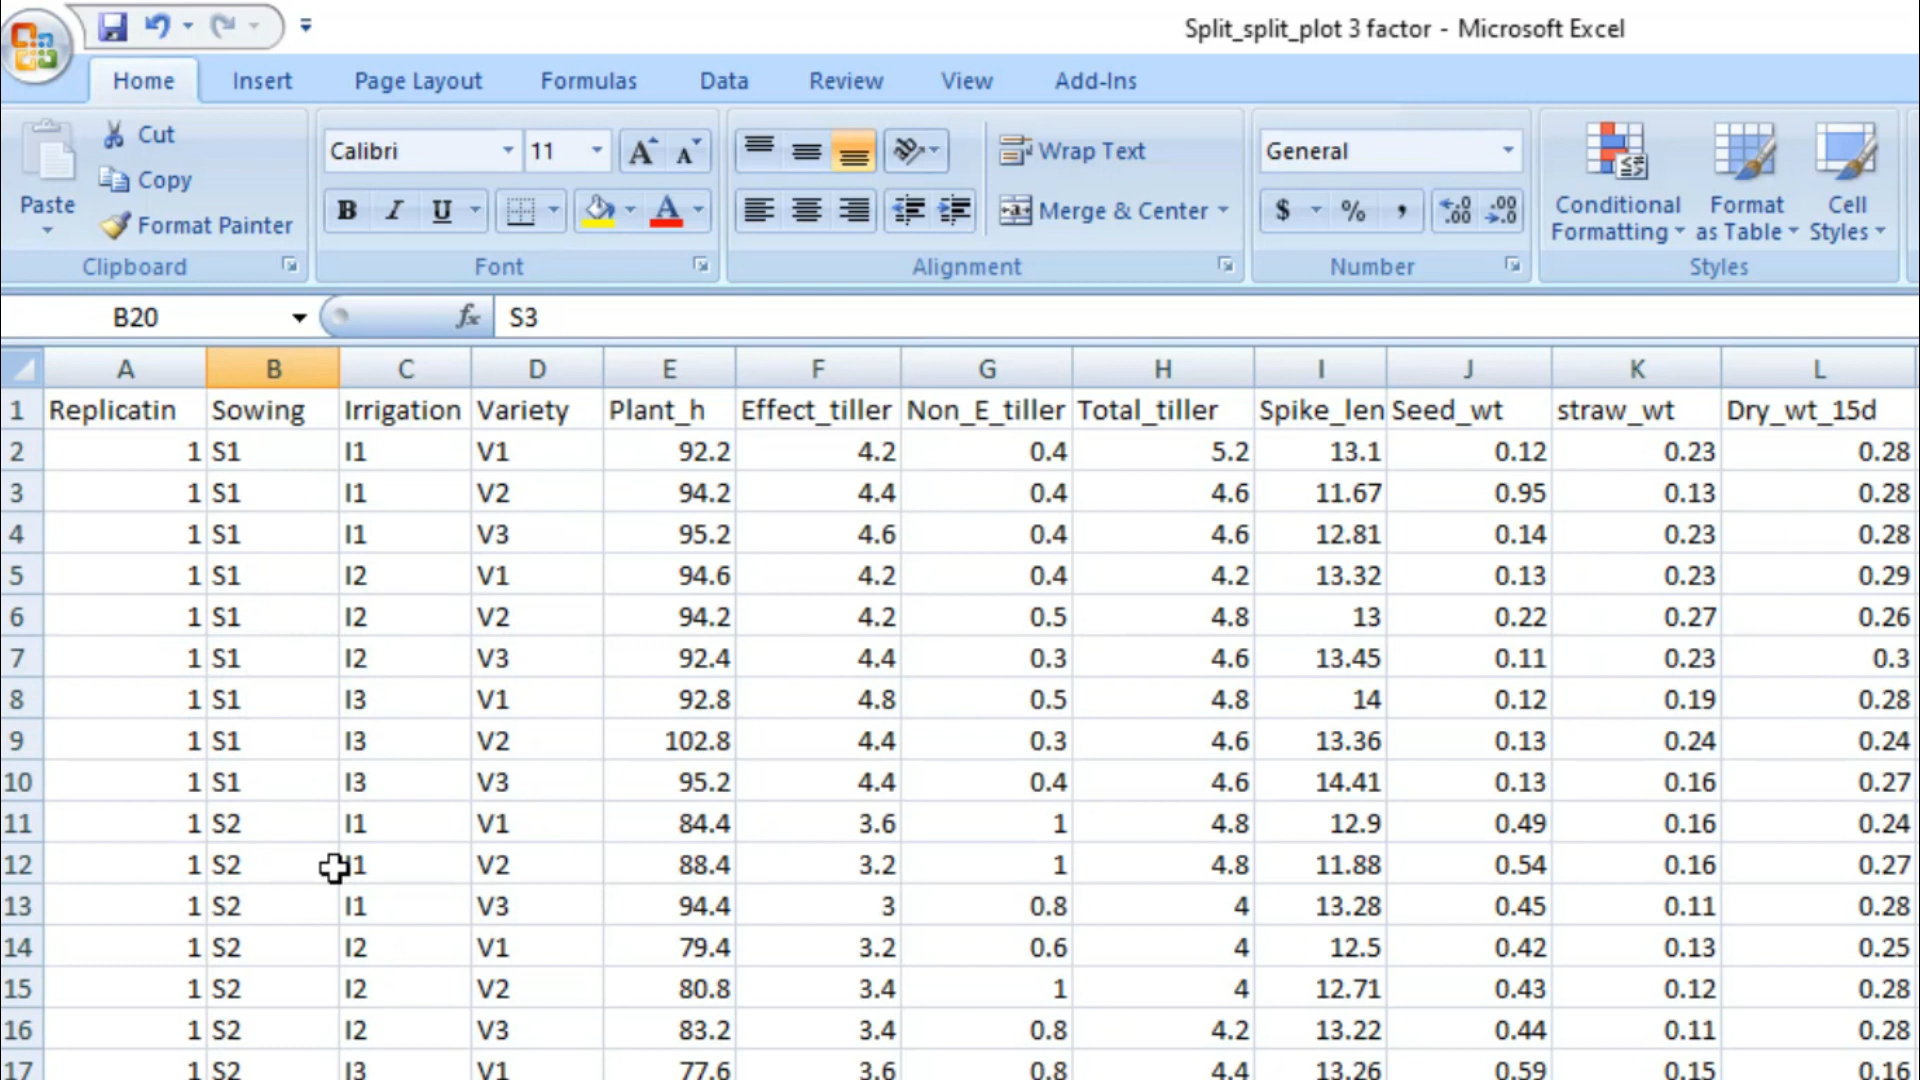 Split_split_plot 3 factor - Microsoft Excel
Home Insert Page Layout Formulas Data Review View Add-Ins
Cut
Copy
Format Painter
Paste
Clipboard
Calibri 11
B I U A
Font
Wrap Text
Merge & Center
Alignment
General
$ % , .00 .00
Number
Conditional Formatting Format as Table Cell Styles
Styles
B20 fx S3
A B C D E F G H I J K L
1 Replicatin Sowing Irrigation Variety Plant_h Effect_tiller Non_E_tiller Total_tiller Spike_len Seed_wt straw_wt Dry_wt_15d
2 1 S1 I1 V1 92.2 4.2 0.4 5.2 13.1 0.12 0.23 0.28
3 1 S1 I1 V2 94.2 4.4 0.4 4.6 11.67 0.95 0.13 0.28
4 1 S1 I1 V3 95.2 4.6 0.4 4.6 12.81 0.14 0.23 0.28
5 1 S1 I2 V1 94.6 4.2 0.4 4.2 13.32 0.13 0.23 0.29
6 1 S1 I2 V2 94.2 4.2 0.5 4.8 13 0.22 0.27 0.26
7 1 S1 I2 V3 92.4 4.4 0.3 4.6 13.45 0.11 0.23 0.3
8 1 S1 I3 V1 92.8 4.8 0.5 4.8 14 0.12 0.19 0.28
9 1 S1 I3 V2 102.8 4.4 0.3 4.6 13.36 0.13 0.24 0.24
10 1 S1 I3 V3 95.2 4.4 0.4 4.6 14.41 0.13 0.16 0.27
11 1 S2 I1 V1 84.4 3.6 1 4.8 12.9 0.49 0.16 0.24
12 1 S2 I1 V2 88.4 3.2 1 4.8 11.88 0.54 0.16 0.27
13 1 S2 I1 V3 94.4 3 0.8 4 13.28 0.45 0.11 0.28
14 1 S2 I2 V1 79.4 3.2 0.6 4 12.5 0.42 0.13 0.25
15 1 S2 I2 V2 80.8 3.4 1 4 12.71 0.43 0.12 0.28
16 1 S2 I2 V3 83.2 3.4 0.8 4.2 13.22 0.44 0.11 0.28
17 1 S2 I3 V1 77.6 3.6 0.8 4.4 13.26 0.59 0.15 0.16